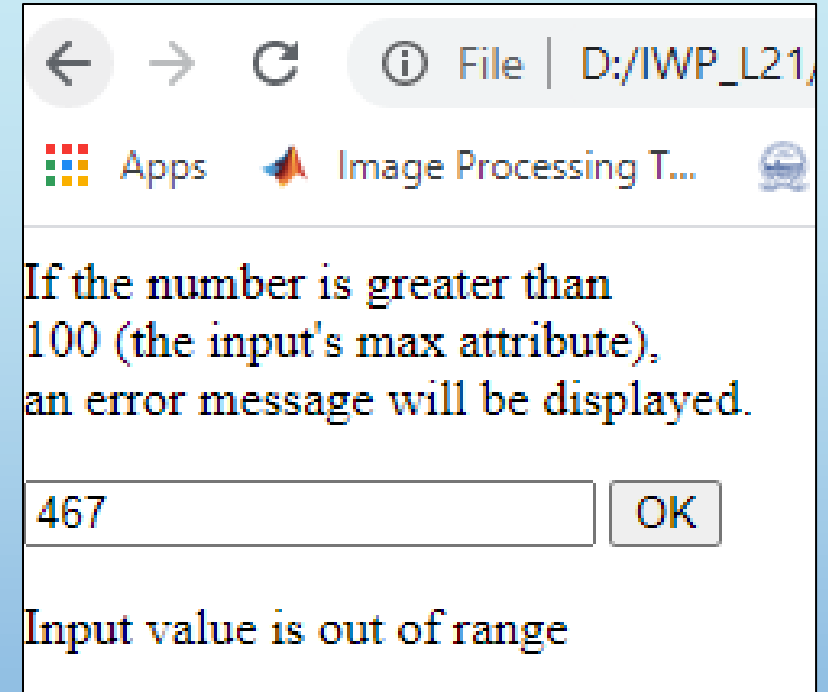 File D:/IWP_L21/
Apps Image Processing T...
If the number is greater than
100 (the input's max attribute),
an error message will be displayed.
467 OK
Input value is out of range